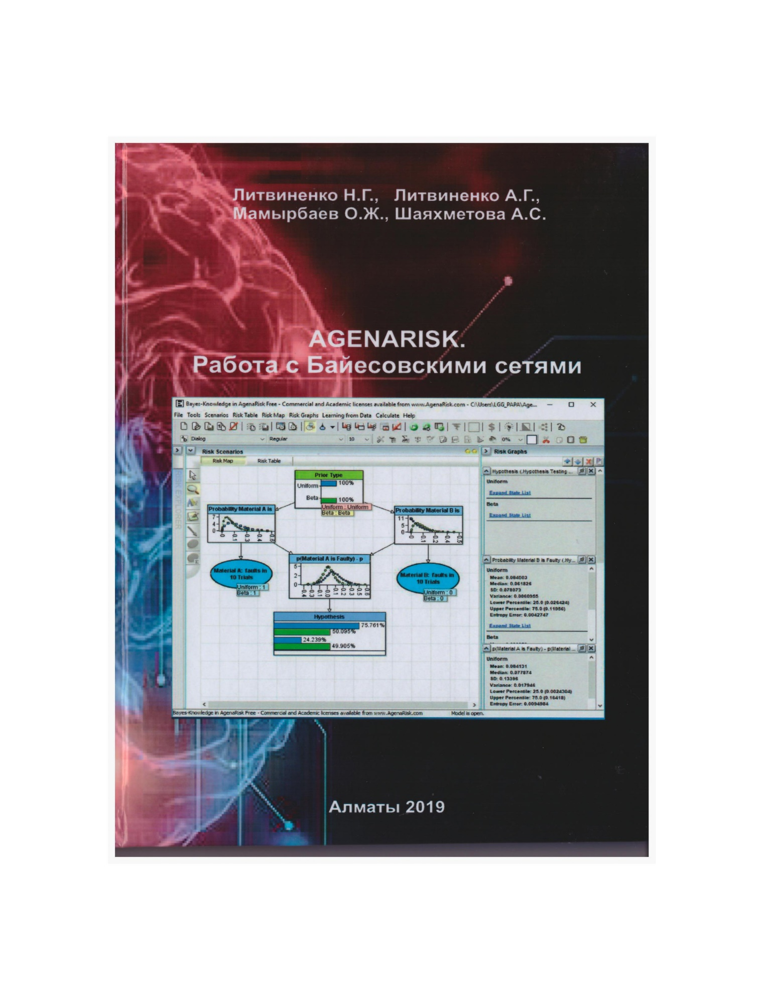 Литвиненко Н.Г., Литвиненко А.Г.,
Мамырбаев О.Ж., Шаяхметова А.С.
AGENARISK.
Работа с Байесовскими сетями
Bayes-Knowledge in AgenaRisk Free - Commercial and Academic licenses available from www.AgenaRisk.com - C:\Users\LGG_PAPA\Age...
File Tools Scenarios Risk Table Risk Map Risk Graphs Learning from Data Calculate Help
Dialog Regular 10 0%
Risk Scenarios
Risk Map Risk Table
RISK EXPLORER
Prior Type
Uniform 100%
Beta 100%
Uniform : Uniform
Beta : Beta
Probability Material A is
7
4
0
0 0.1 0.3 0.4 0.6
Probability Material B is
11
5
0
0 0.1 0.2 0.4 0.5
p(Material A is Faulty) - p
5
2
0
-0.4 -0.3 -0.1 0.0 0.1 0.2 0.3 0.5 0.6
Material A: faults in
10 Trials
Uniform : 1
Beta : 1
Material B: faults in
10 Trials
Uniform : 0
Beta : 0
Hypothesis
75.761%
50.095%
24.239%
49.905%
Risk Graphs
Hypothesis (.Hypothesis Testing ...
Uniform
Expand State List
Beta
Expand State List
Probability Material B is Faulty (.Hy...
Uniform
Mean: 0.084503
Median: 0.061826
SD: 0.078073
Variance: 0.0060955
Lower Percentile: 25.0 (0.026424)
Upper Percentile: 75.0 (0.11956)
Entropy Error: 0.0042747
Expand State List
Beta
p(Material A is Faulty) - p(Material ...
Uniform
Mean: 0.084131
Median: 0.077874
SD: 0.13396
Variance: 0.017946
Lower Percentile: 25.0 (0.0024304)
Upper Percentile: 75.0 (0.16418)
Entropy Error: 0.0094984
Bayes-Knowledge in AgenaRisk Free - Commercial and Academic licenses available from www.AgenaRisk.com Model is open.
Алматы 2019